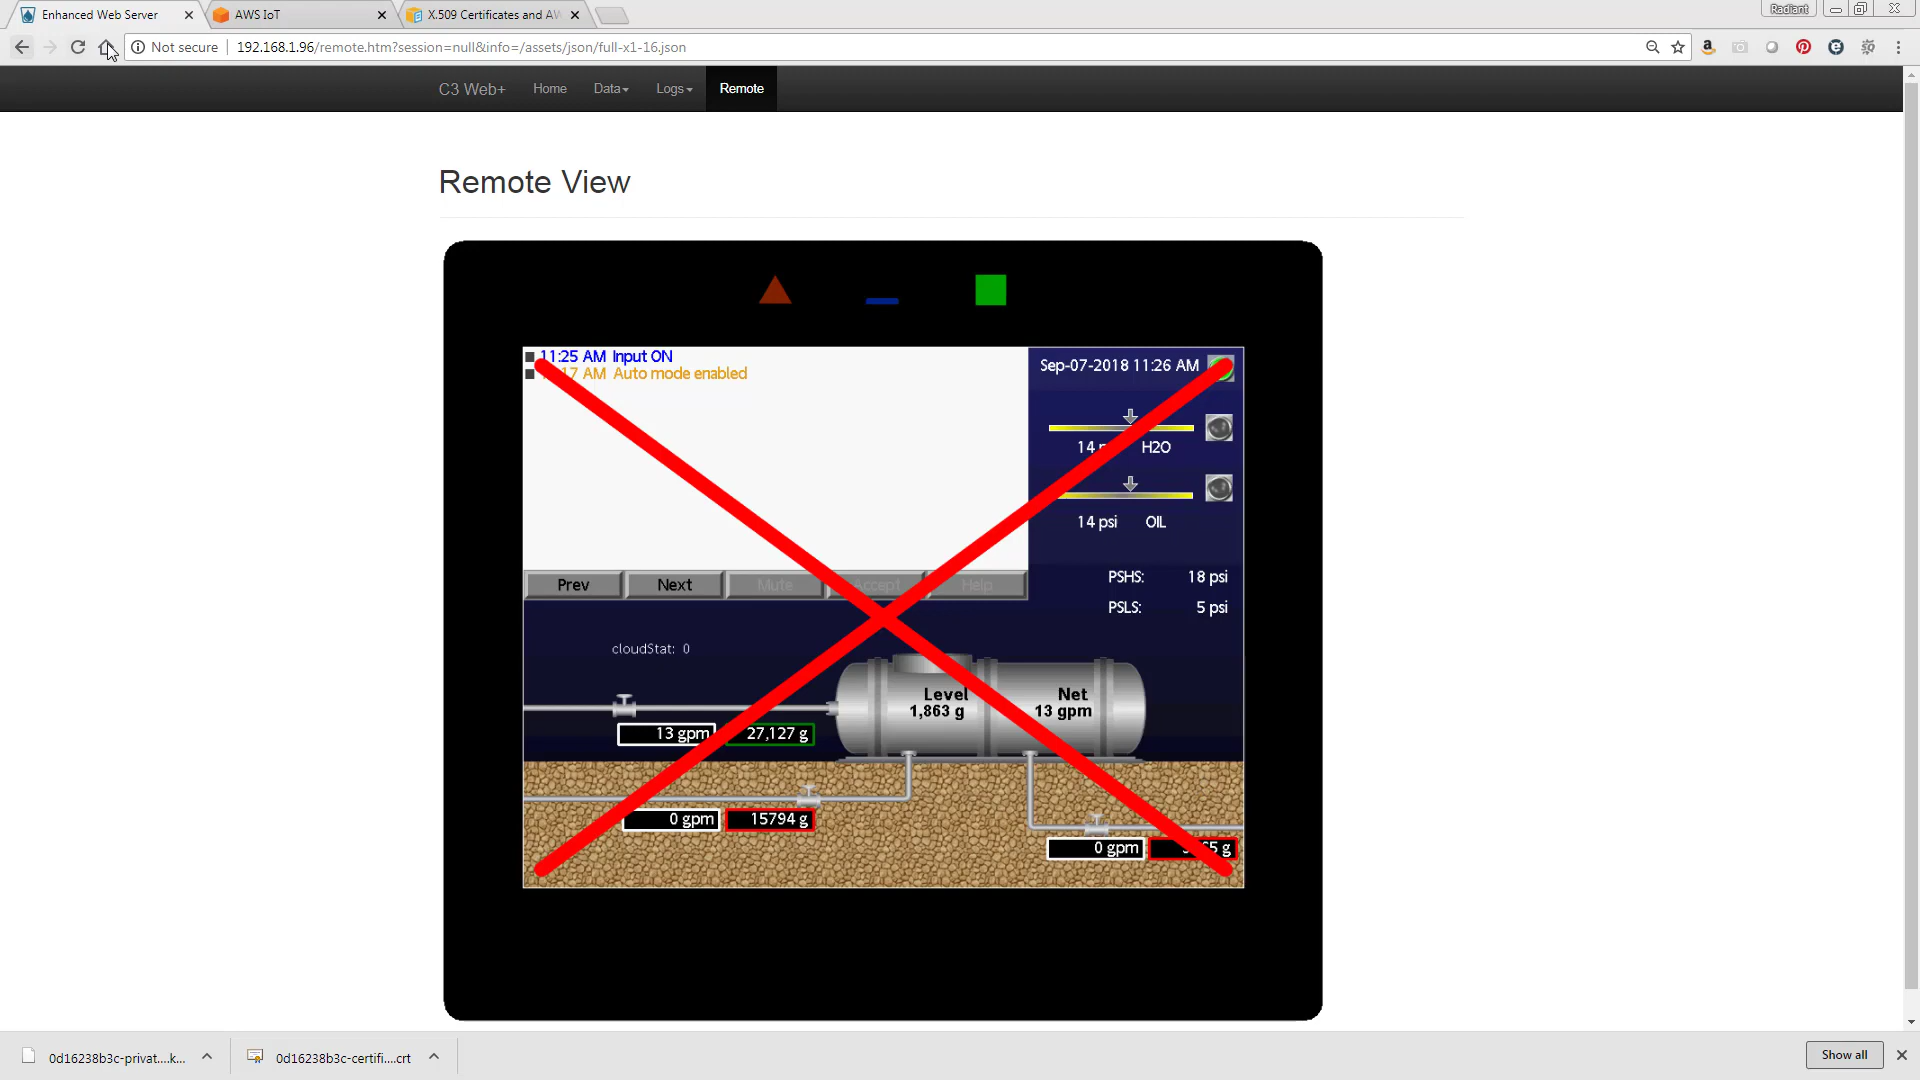 Enhanced Web Server
AWS IoT
X.509 Certificates and AW
Radiant
Not secure
192.168.1.96/remote.htm?session=null&info=/assets/json/full-x1-16.json
C3 Web+
Home
Data
Logs
Remote
Remote View
11:25 AM Input ON
17 AM Auto mode enabled
Sep-07-2018 11:26 AM
14 H2O
14 psi OIL
PSHS: 18 psi
PSLS: 5 psi
Prev
Next
Mute
Accept
Help
cloudStat: 0
Level
1,863 g
Net
13 gpm
13 gpm
27,127 g
0 gpm
15794 g
0 gpm
g
0d16238b3c-privat....k...
0d16238b3c-certifi....crt
Show all